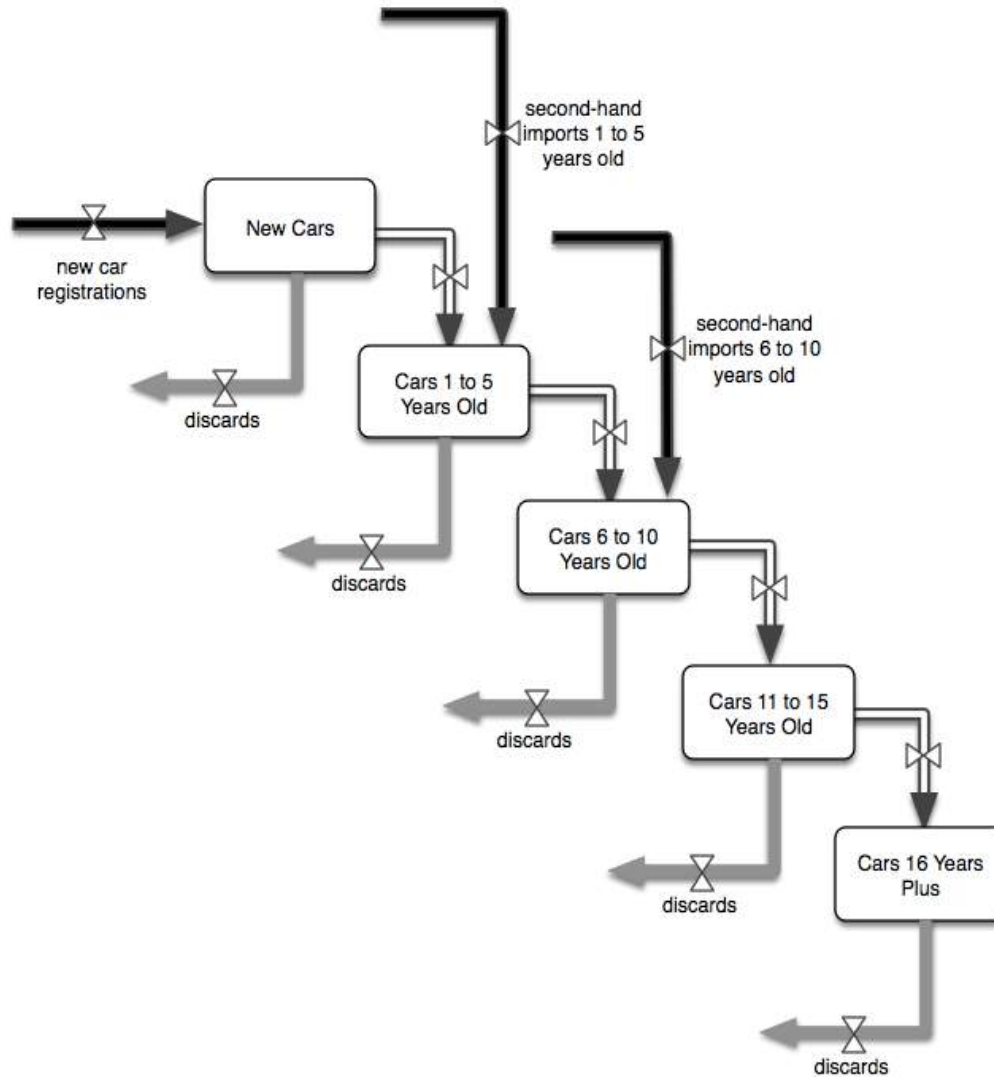 second-hand
imports 1 to 5
years old
New Cars
new car
registrations
second-hand
imports 6 to 10
years old
Cars 1 to 5
Years Old
discards
Cars 6 to 10
Years Old
discards
Cars 11 to 15
Years Old
discards
Cars 16 Years
Plus
discards
discards